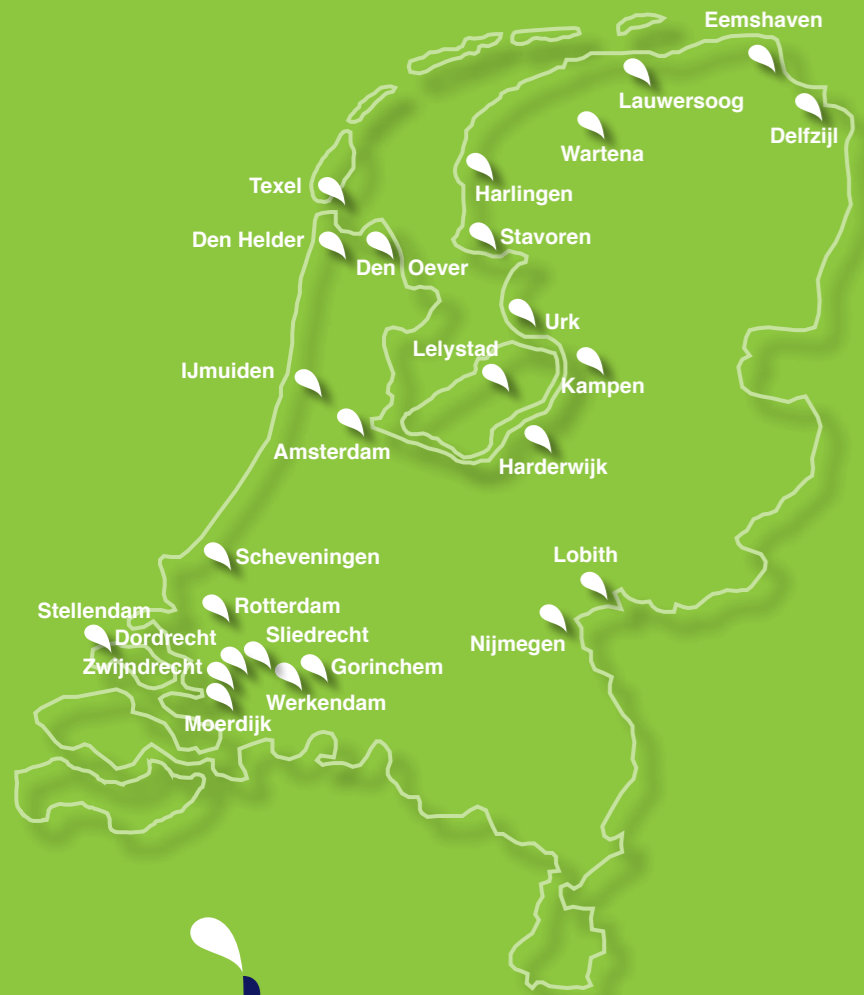 Eemshaven
Lauwersoog
Delfzijl
Wartena
Texel
Harlingen
Den Helder
Stavoren
Den Oever
Urk
Lelystad
IJmuiden
Kampen
Amsterdam
Harderwijk
Scheveningen
Lobith
Rotterdam
Stellendam
Sliedrecht
Dordrecht
Nijmegen
Zwijndrecht
Gorinchem
Werkendam
Moerdijk